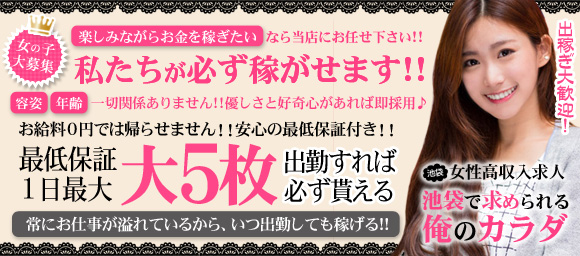 女の子
大募集
楽しみながらお金を稼ぎたい なら当店にお任せ下さい!!
私たちが必ず稼がせます!!
容姿 年齢 一切関係ありません!!優しさと好奇心があれば即採用♪
お給料0円では帰らせません!!安心の最低保証付き!!
最低保証
1日最大
大5枚
出勤すれば
必ず貰える
常にお仕事が溢れているから、いつ出勤しても稼げる!!
出稼ぎ大歓迎!
池袋 女性高収入求人
池袋で求められる
俺のカラダ